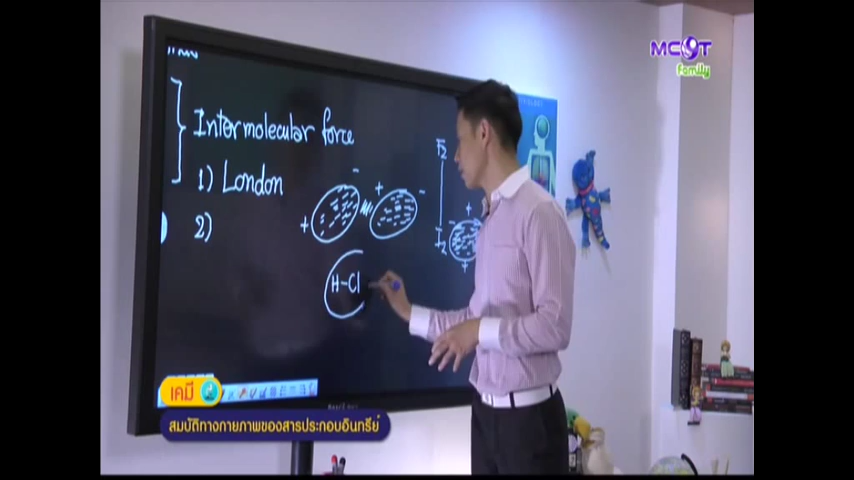 MCOT
family
Intermolecular force
1) London
2)
F2
I2
- + -
+
H-Cl
เคมี
สมบัติทางกายภาพของสารประกอบอินทรีย์